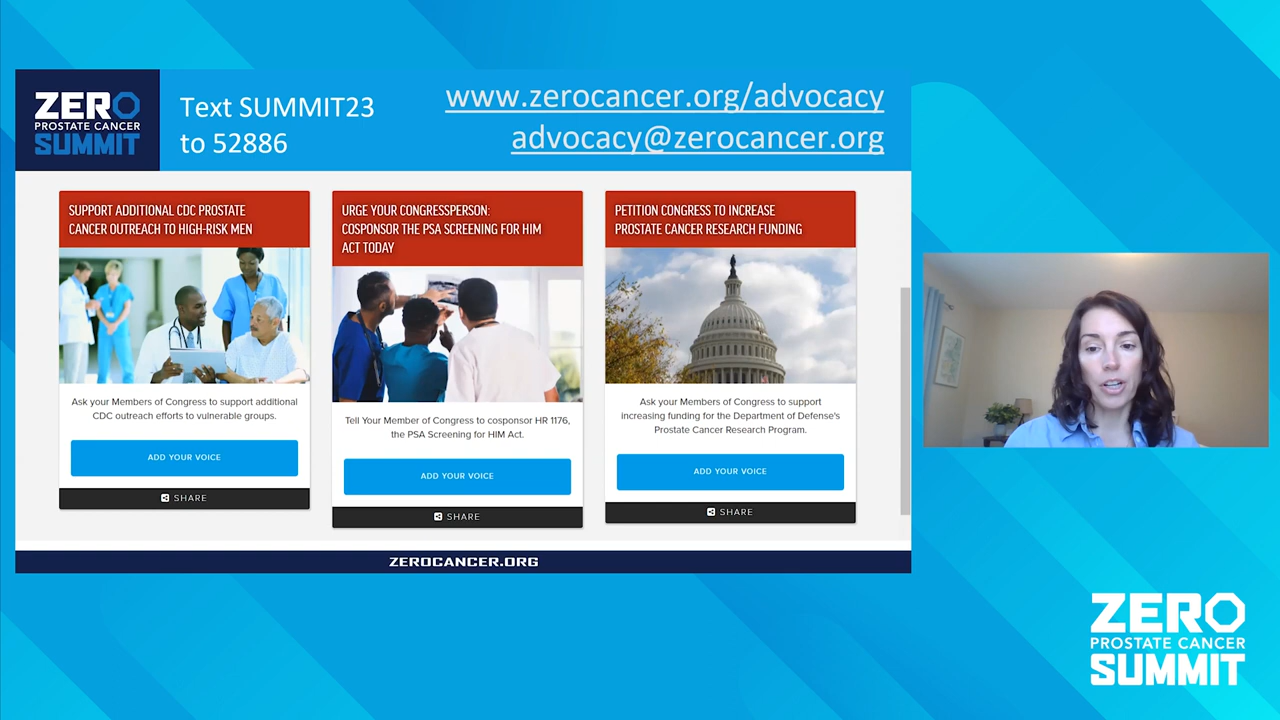 ZERO
PROSTATE CANCER
SUMMIT
Text SUMMIT23
to 52886
www.zerocancer.org/advocacy
advocacy@zerocancer.org
SUPPORT ADDITIONAL CDC PROSTATE
CANCER OUTREACH TO HIGH-RISK MEN
Ask your Members of Congress to support additional
CDC outreach efforts to vulnerable groups.
ADD YOUR VOICE
SHARE
URGE YOUR CONGRESSPERSON:
COSPONSOR THE PSA SCREENING FOR HIM
ACT TODAY
Tell Your Member of Congress to cosponsor HR 1176,
the PSA Screening for HIM Act.
ADD YOUR VOICE
SHARE
PETITION CONGRESS TO INCREASE
PROSTATE CANCER RESEARCH FUNDING
Ask your Members of Congress to support
increasing funding for the Department of Defense's
Prostate Cancer Research Program.
ADD YOUR VOICE
SHARE
ZEROCANCER.ORG
ZERO
PROSTATE CANCER
SUMMIT